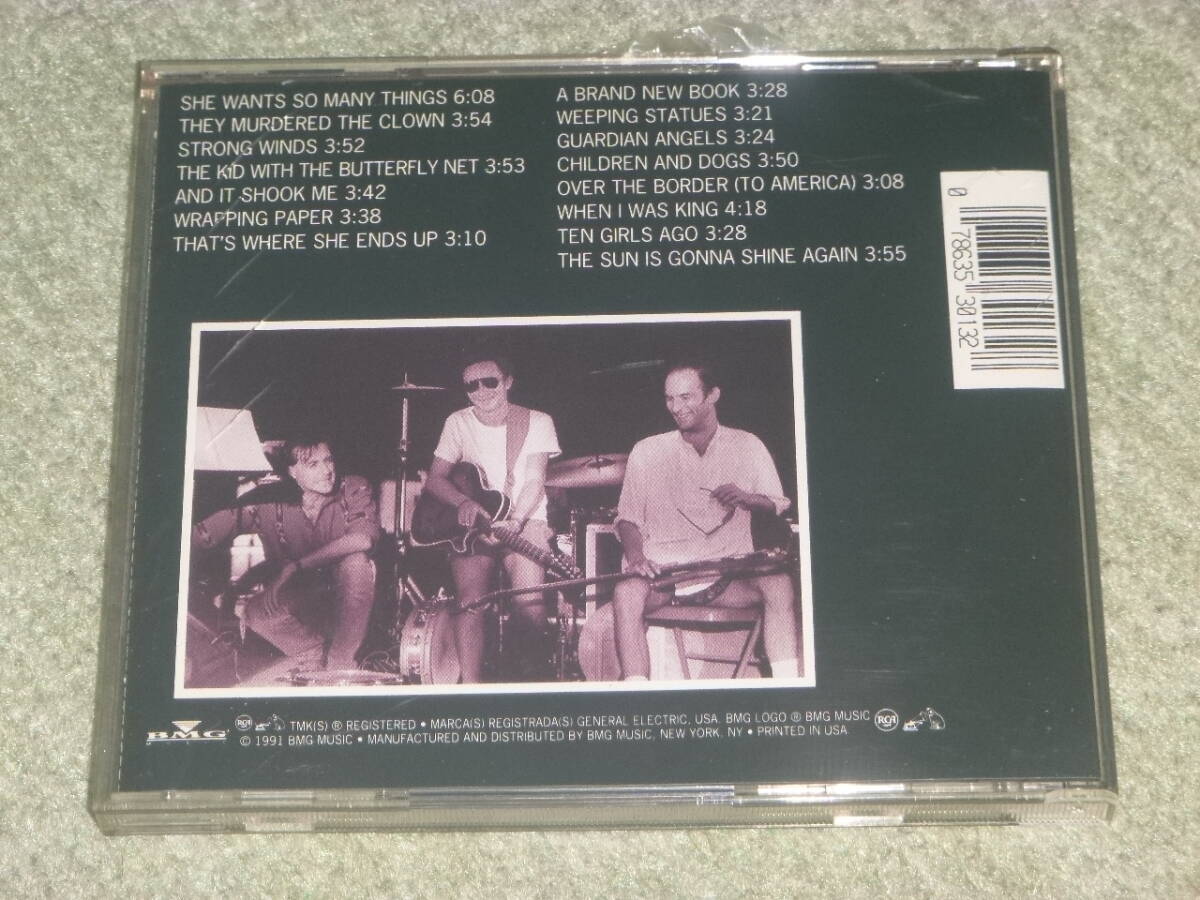 SHE WANTS SO MANY THINGS 6:08
THEY MURDERED THE CLOWN 3:54
STRONG WINDS 3:52
THE KID WITH THE BUTTERFLY NET 3:53
AND IT SHOOK ME 3:42
WRAPPING PAPER 3:38
THAT'S WHERE SHE ENDS UP 3:10
A BRAND NEW BOOK 3:28
WEEPING STATUES 3:21
GUARDIAN ANGELS 3:24
CHILDREN AND DOGS 3:50
OVER THE BORDER (TO AMERICA) 3:08
WHEN I WAS KING 4:18
TEN GIRLS AGO 3:28
THE SUN IS GONNA SHINE AGAIN 3:55
0 78635 30132
BMG
RCA
TMK(S) ® REGISTERED • MARCA(S) REGISTRADA(S) GENERAL ELECTRIC, USA. BMG LOGO ® BMG MUSIC
© 1991 BMG MUSIC • MANUFACTURED AND DISTRIBUTED BY BMG MUSIC, NEW YORK, NY • PRINTED IN USA.
RCA